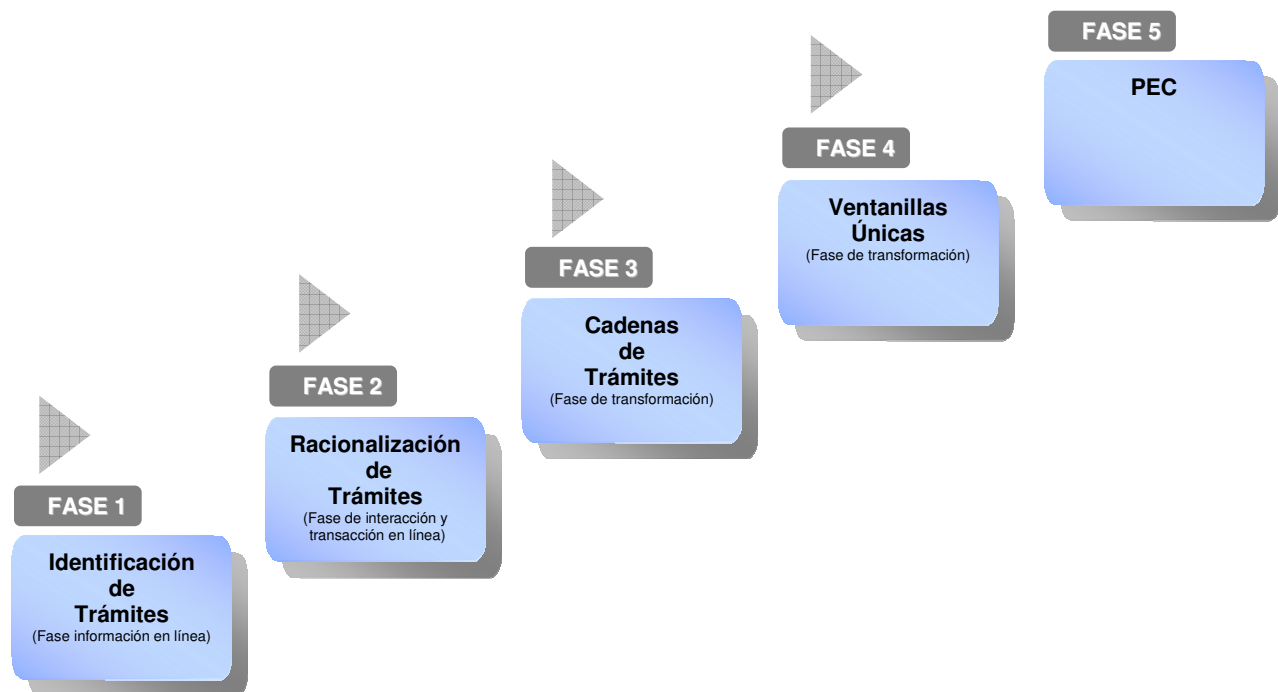 FASE 1
Identificación
de
Trámites
(Fase información en línea)
FASE 2
Racionalización
de
Trámites
(Fase de interacción y
transacción en línea)
FASE 3
Cadenas
de
Trámites
(Fase de transformación)
FASE 4
Ventanillas
Únicas
(Fase de transformación)
FASE 5
PEC